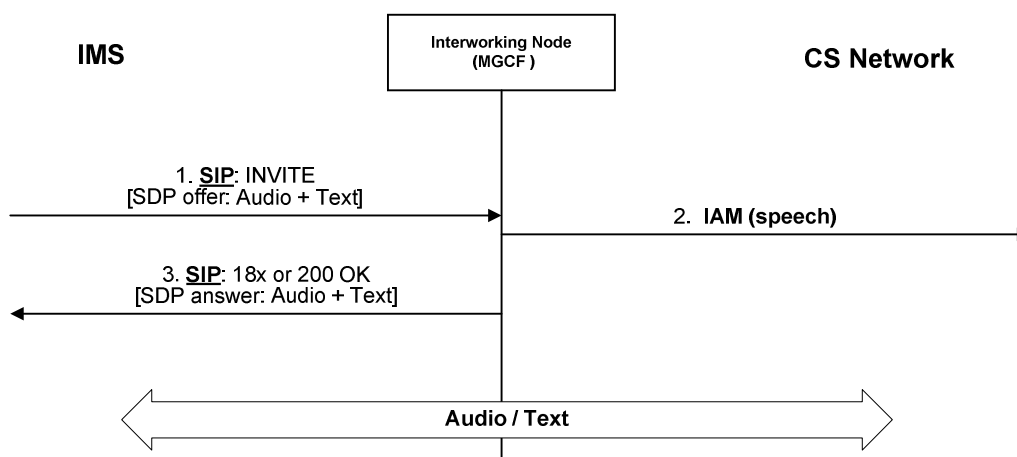 IMS
Interworking Node
(MGCF )
CS Network
1. SIP: INVITE
[SDP offer: Audio + Text]
2. IAM (speech)
3. SIP: 18x or 200 OK
[SDP answer: Audio + Text]
Audio / Text